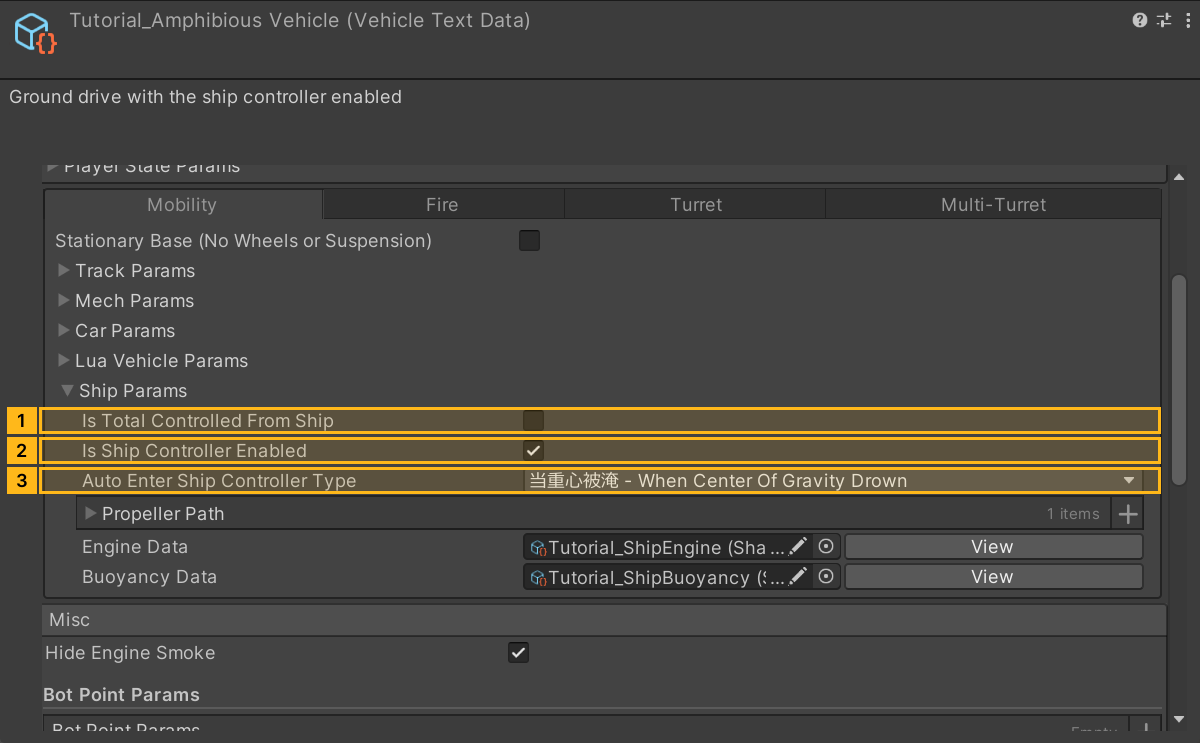 Tutorial_Amphibious Vehicle (Vehicle Text Data)
Ground drive with the ship controller enabled
Player State Params
Mobility Fire Turret Multi-Turret
Stationary Base (No Wheels or Suspension)
Track Params
Mech Params
Car Params
Lua Vehicle Params
Ship Params
1 Is Total Controlled From Ship
2 Is Ship Controller Enabled
3 Auto Enter Ship Controller Type 当重心被淹 - When Center Of Gravity Drown
Propeller Path 1 items
Engine Data Tutorial_ShipEngine (Sha ... View
Buoyancy Data Tutorial_ShipBuoyancy (S... View
Misc
Hide Engine Smoke
Bot Point Params
Bot Point Params Empty